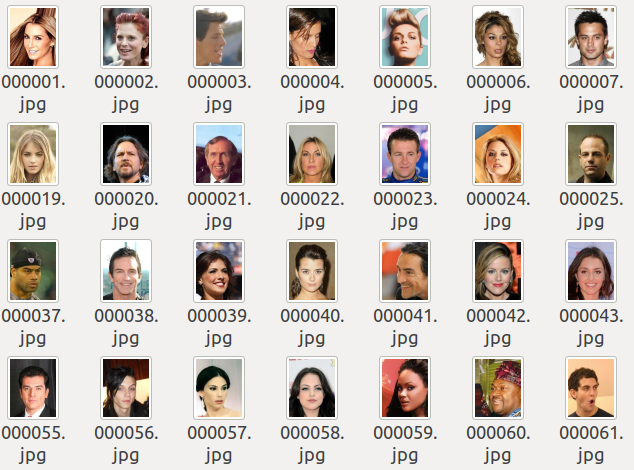 000001.jpg 000002.jpg 000003.jpg 000004.jpg 000005.jpg 000006.jpg 000007.jpg
000019.jpg 000020.jpg 000021.jpg 000022.jpg 000023.jpg 000024.jpg 000025.jpg
000037.jpg 000038.jpg 000039.jpg 000040.jpg 000041.jpg 000042.jpg 000043.jpg
000055.jpg 000056.jpg 000057.jpg 000058.jpg 000059.jpg 000060.jpg 000061.jpg